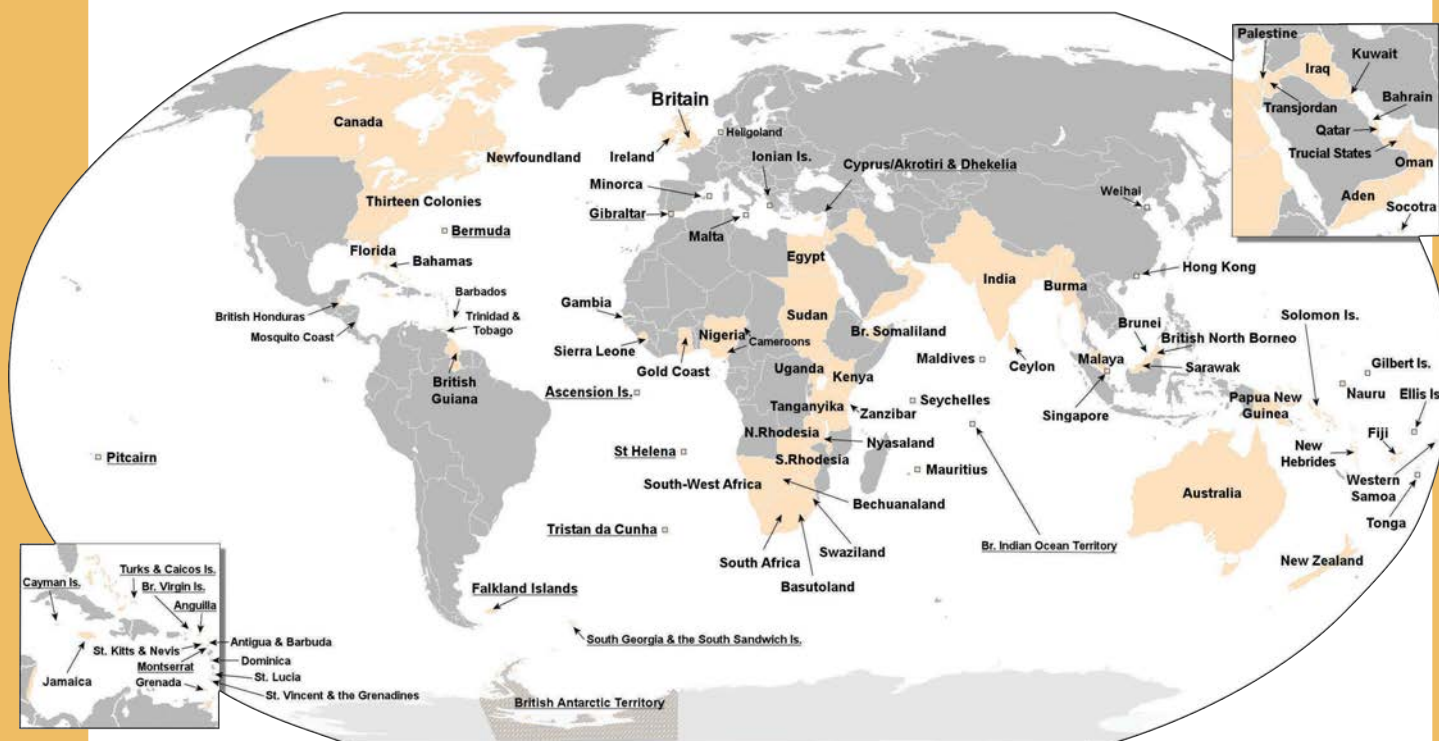 Palestine
Kuwait
Iraq
Bahrain
Transjordan
Qatar
Trucial States
Oman
Aden
Socotra
Britain
Canada
Heligoland
Newfoundland
Ireland
Ionian Is.
Cyprus/Akrotiri & Dhekelia
Minorca
Weihai
Thirteen Colonies
Gibraltar
Bermuda
Malta
Florida
Bahamas
Egypt
India
Hong Kong
Burma
Barbados
Gambia
British Honduras
Trinidad &
Tobago
Sudan
Solomon Is.
Mosquito Coast
Nigeria
Cameroons
Br. Somaliland
Brunei
British North Borneo
Sierra Leone
Gold Coast
Maldives
Ceylon
Malaya
Sarawak
Gilbert Is.
Uganda
Kenya
British
Guiana
Ascension Is.
Nauru
Ellis Is
Seychelles
Papua New
Guinea
Tanganyika
Zanzibar
Singapore
N.Rhodesia
Nyasaland
Fiji
New
Hebrides
Pitcairn
St Helena
S.Rhodesia
Mauritius
South-West Africa
Western
Samoa
Bechuanaland
Australia
Tonga
Tristan da Cunha
Br. Indian Ocean Territory
Swaziland
South Africa
New Zealand
Basutoland
Falkland Islands
South Georgia & the South Sandwich Is.
British Antarctic Territory
Turks & Caicos Is.
Cayman Is.
Br. Virgin Is.
Anguilla
Antigua & Barbuda
St. Kitts & Nevis
Montserrat
Dominica
Jamaica
St. Lucia
Grenada
St. Vincent & the Grenadines